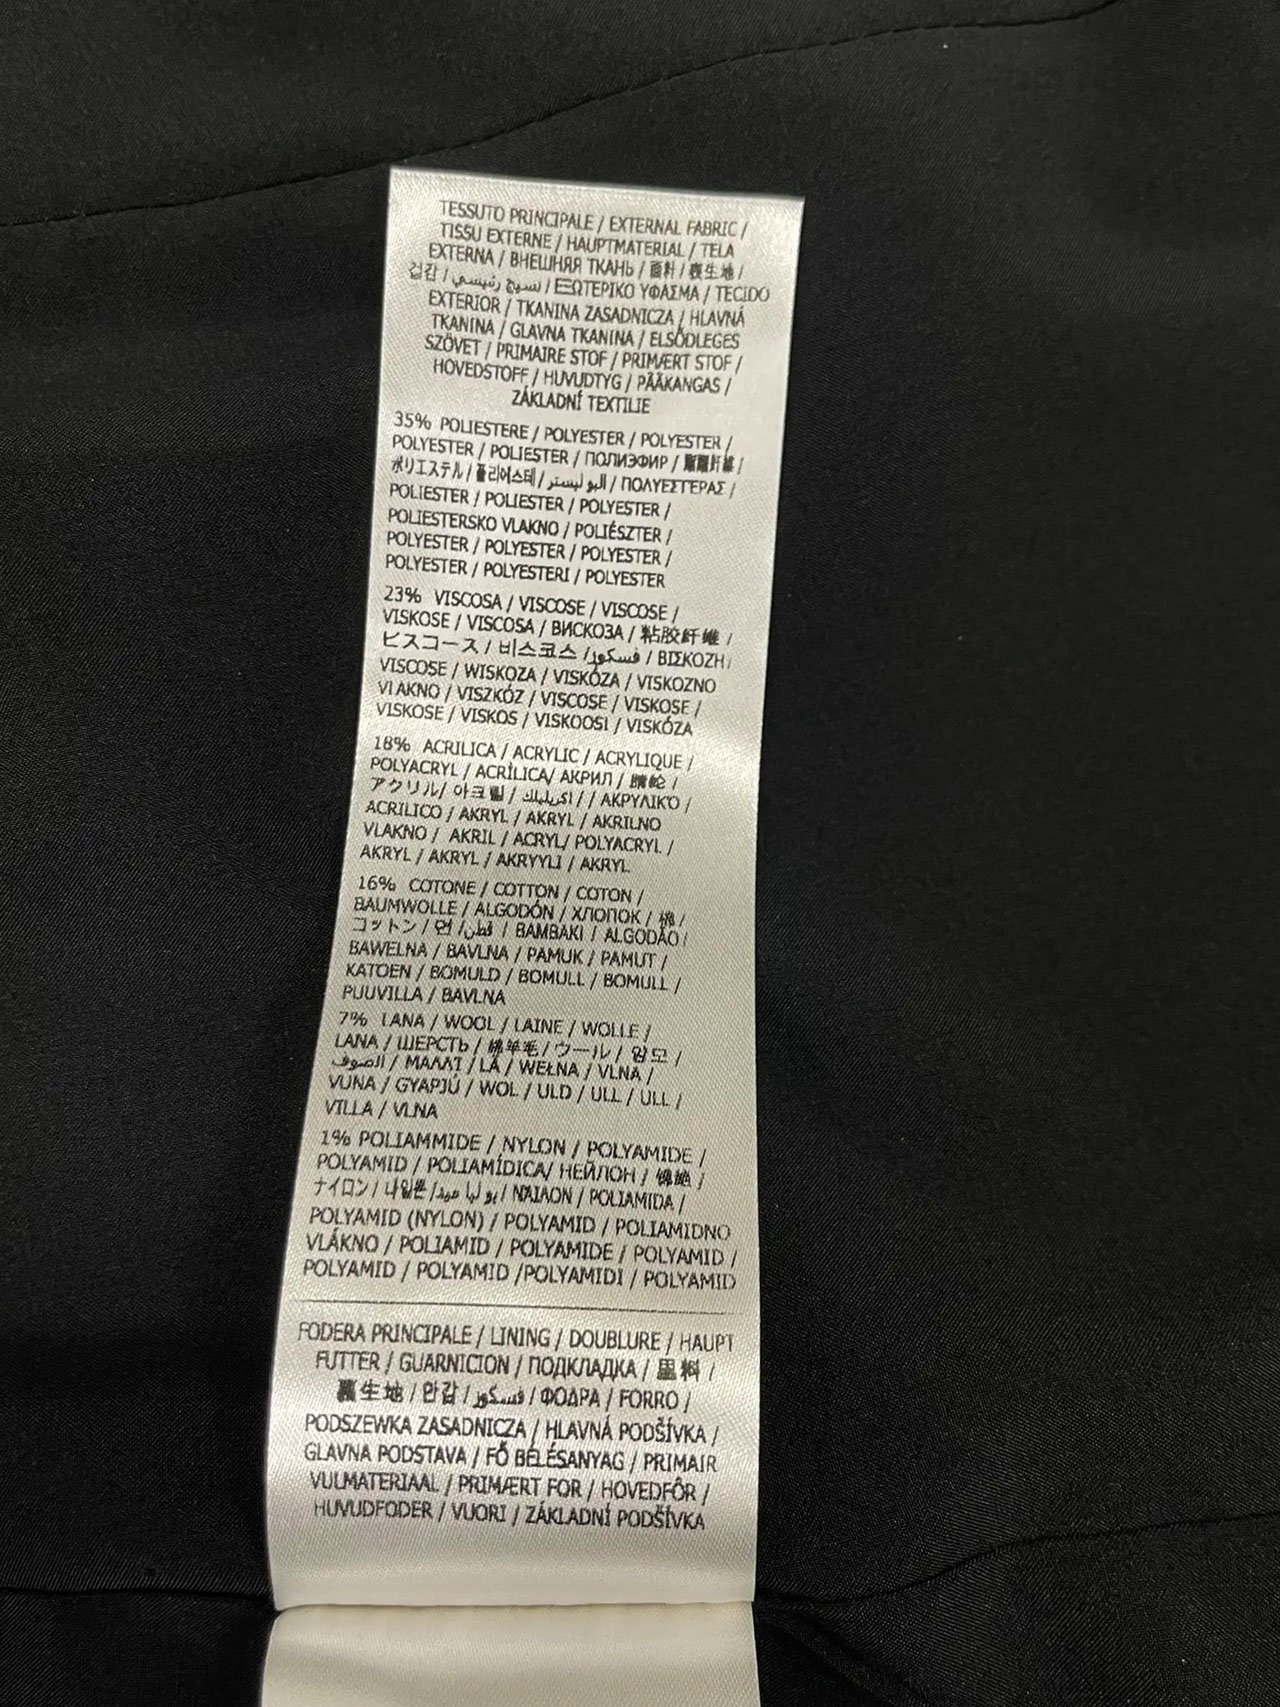 TESSUTO PRINCIPALE / EXTERNAL FABRIC /
TISSU EXTERNE / HAUPTMATERIAL / TELA
EXTERNA / ВНЕШНЯЯ ТКАНЬ / 面料 / 表生地 /
겉감 / نسيج رئيسي / ΕΞΩΤΕΡΙΚΟ ΥΦΑΣΜΑ / TECIDO
EXTERIOR / TKANINA ZASADNICZA / HLAVNÁ
TKANINA / GLAVNA TKANINA / ELSŐDLEGES
SZÖVET / PRIMAIRE STOF / PRIMÆRT STOF /
HOVEDSTOFF / HUVUDTYG / PÄÄKANGAS /
ZÁKLADNÍ TEXTILIE
35% POLIESTERE / POLYESTER / POLYESTER /
POLYESTER / POLIESTER / ПОЛИЭФИР /
ポリエステル / 폴리에스테 / البوليستر / ΠΟΛΥΕΣΤΕΡΑΣ /
POLIESTER / POLIESTER / POLYESTER /
POLIESTERSKO VLAKNO / POLIÉSZTER /
POLYESTER / POLYESTER / POLYESTER /
POLYESTER / POLYESTERI / POLYESTER
23% VISCOSA / VISCOSE / VISCOSE /
VISKOSE / VISCOSA / ВИСКОЗА / 粘胶纤维 /
ビスコース / 비스코스 / فسكوز / ΒΙΣΚΟΖΗ /
VISCOSE / WISKOZA / VISKÓZA / VISKOZNO
VLAKNO / VISZKÓZ / VISCOSE / VISKOSE /
VISKOSE / VISKOS / VISKOOSI / VISKÓZA
18% ACRILICA / ACRYLIC / ACRYLIQUE /
POLYACRYL / ACRÌLICA/ АКРИЛ / 腈纶 /
アクリル/ 아크릴 / اكريليك / / ΑΚΡΥΛΙΚΌ /
ACRILICO / AKRYL / AKRYL / AKRILNO
VLAKNO / AKRIL / ACRYL/ POLYACRYL /
AKRYL / AKRYL / AKRYYLI / AKRYL
16% COTONE / COTTON / COTON /
BAUMWOLLE / ALGODÓN / ХЛОПОК / 棉 /
コットン / 면 / قطن / BAMBAKI / ALGODÃO /
BAWEŁNA / BAVLNA / PAMUK / PAMUT /
KATOEN / BOMULD / BOMULL / BOMULL /
PUUVILLA / BAVLNA
7% LANA / WOOL / LAINE / WOLLE /
LANA / ШЕРСТЬ / 绵羊毛 / ウール / 양모 /
الصوف / ΜΑΛΛΊ / LÃ / WEŁNA / VLNA /
VUNA / GYAPJÚ / WOL / ULD / ULL / ULL /
VILLA / VLNA
1% POLIAMMIDE / NYLON / POLYAMIDE /
POLYAMID / POLIAMÍDICA/ НЕЙЛОН / 锦纶 /
ナイロン / 나일론 / بوليا ميد / ΝΆΙΛΟΝ / POLIAMIDA /
POLYAMID (NYLON) / POLYAMID / POLIAMIDNO
VLÁKNO / POLIAMID / POLYAMIDE / POLYAMID /
POLYAMID / POLYAMID /POLYAMIDI / POLYAMID
FODERA PRINCIPALE / LINING / DOUBLURE / HAUPT
FUTTER / GUARNICION / ПОДКЛАДКА / 里料 /
裏生地 / 안감 / فسكوز / ΦΟΔΡΑ / FORRO /
PODSZEWKA ZASADNICZA / HLAVNÁ PODŠÍVKA /
GLAVNA PODSTAVA / FŐ BÉLÉSANYAG / PRIMAIR
VULMATERIAAL / PRIMÆRT FOR / HOVEDFÔR /
HUVUDFODER / VUORI / ZÁKLADNÍ PODŠÍVKA